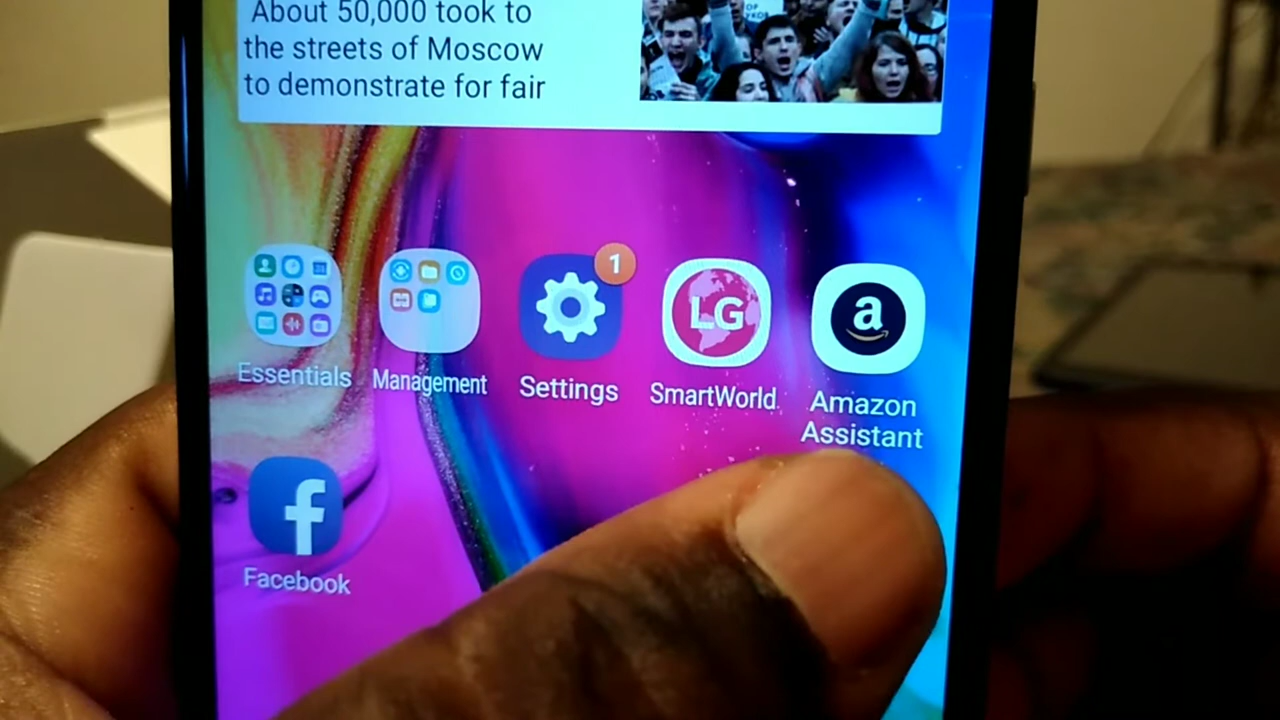 About 50,000 took to
the streets of Moscow
to demonstrate for fair
1
LG
a
Essentials
Management
Settings
SmartWorld
Amazon
Assistant
f
Facebook